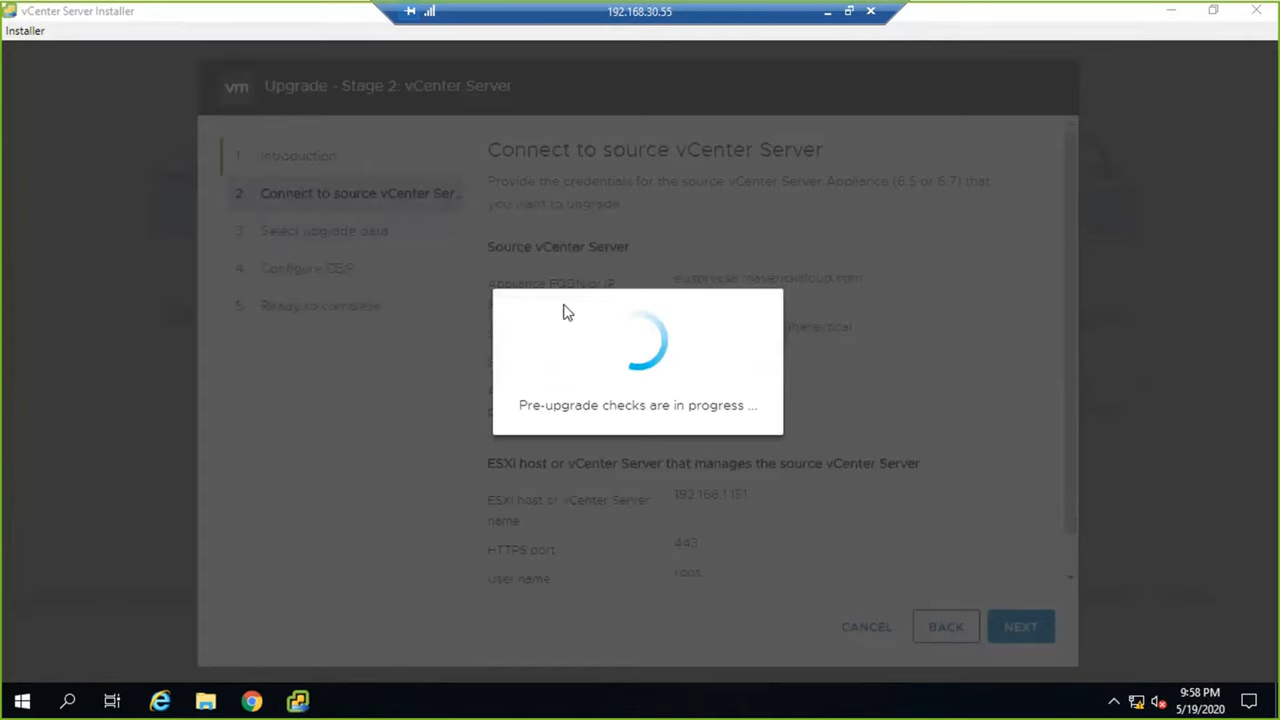 vCenter Server Installer
192.168.30.55
Installer
vm Upgrade - Stage 2: vCenter Server
1 Introduction
2 Connect to source vCenter Ser...
3 Select upgrade data
4 Configure CEIP
5 Ready to complete
Connect to source vCenter Server
Provide the credentials for the source vCenter Server Appliance (6.5 or 6.7) that
you want to upgrade.
Source vCenter Server
Appliance FQDN or IP
Pre-upgrade checks are in progress ...
ESXi host or vCenter Server that manages the source vCenter Server
ESXi host or vCenter Server
name
192.168.1.151
HTTPS port
443
User name
root
CANCEL
BACK
NEXT
9:58 PM
5/19/2020